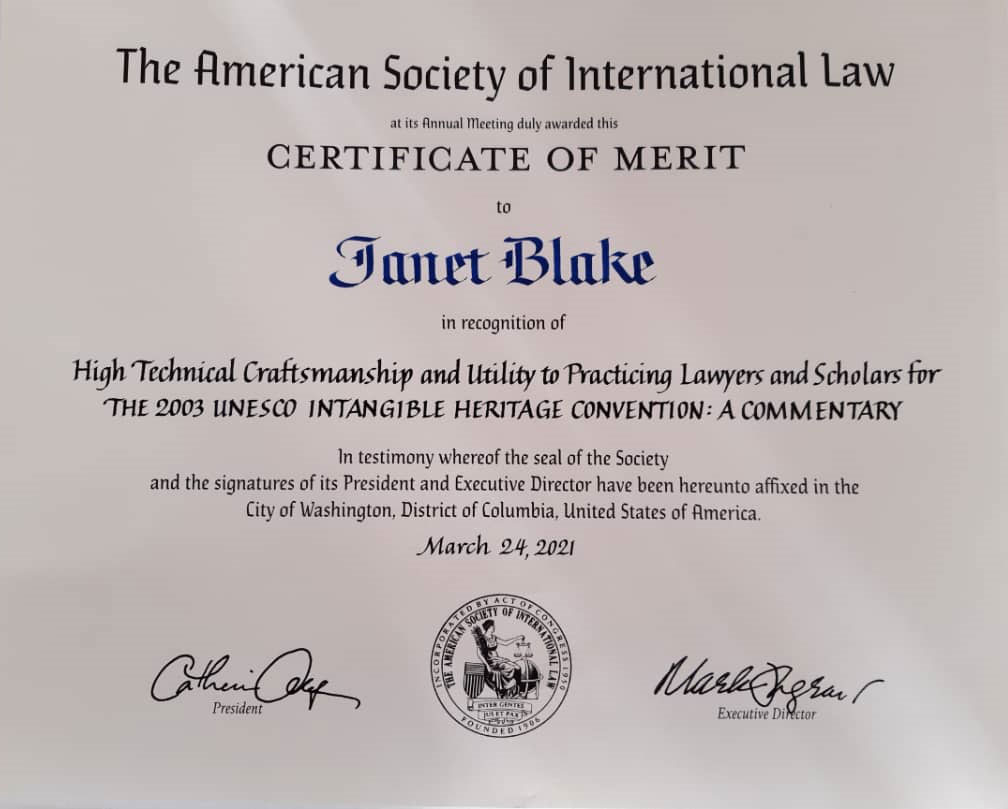 The American Society of International Law
at its Annual Meeting duly awarded this
CERTIFICATE OF MERIT
to
Janet Blake
in recognition of
High Technical Craftsmanship and Utility to Practicing Lawyers and Scholars for
THE 2003 UNESCO INTANGIBLE HERITAGE CONVENTION: A COMMENTARY
In testimony whereof the seal of the Society
and the signatures of its President and Executive Director have been hereunto affixed in the
City of Washington, District of Columbia, United States of America.
March 24, 2021
INCORPORATED BY ACT OF CONGRESS 1950
THE AMERICAN SOCIETY OF INTERNATIONAL LAW
INTER GENTES
JUS ET PAX
FOUNDED 1906
President
Executive Director